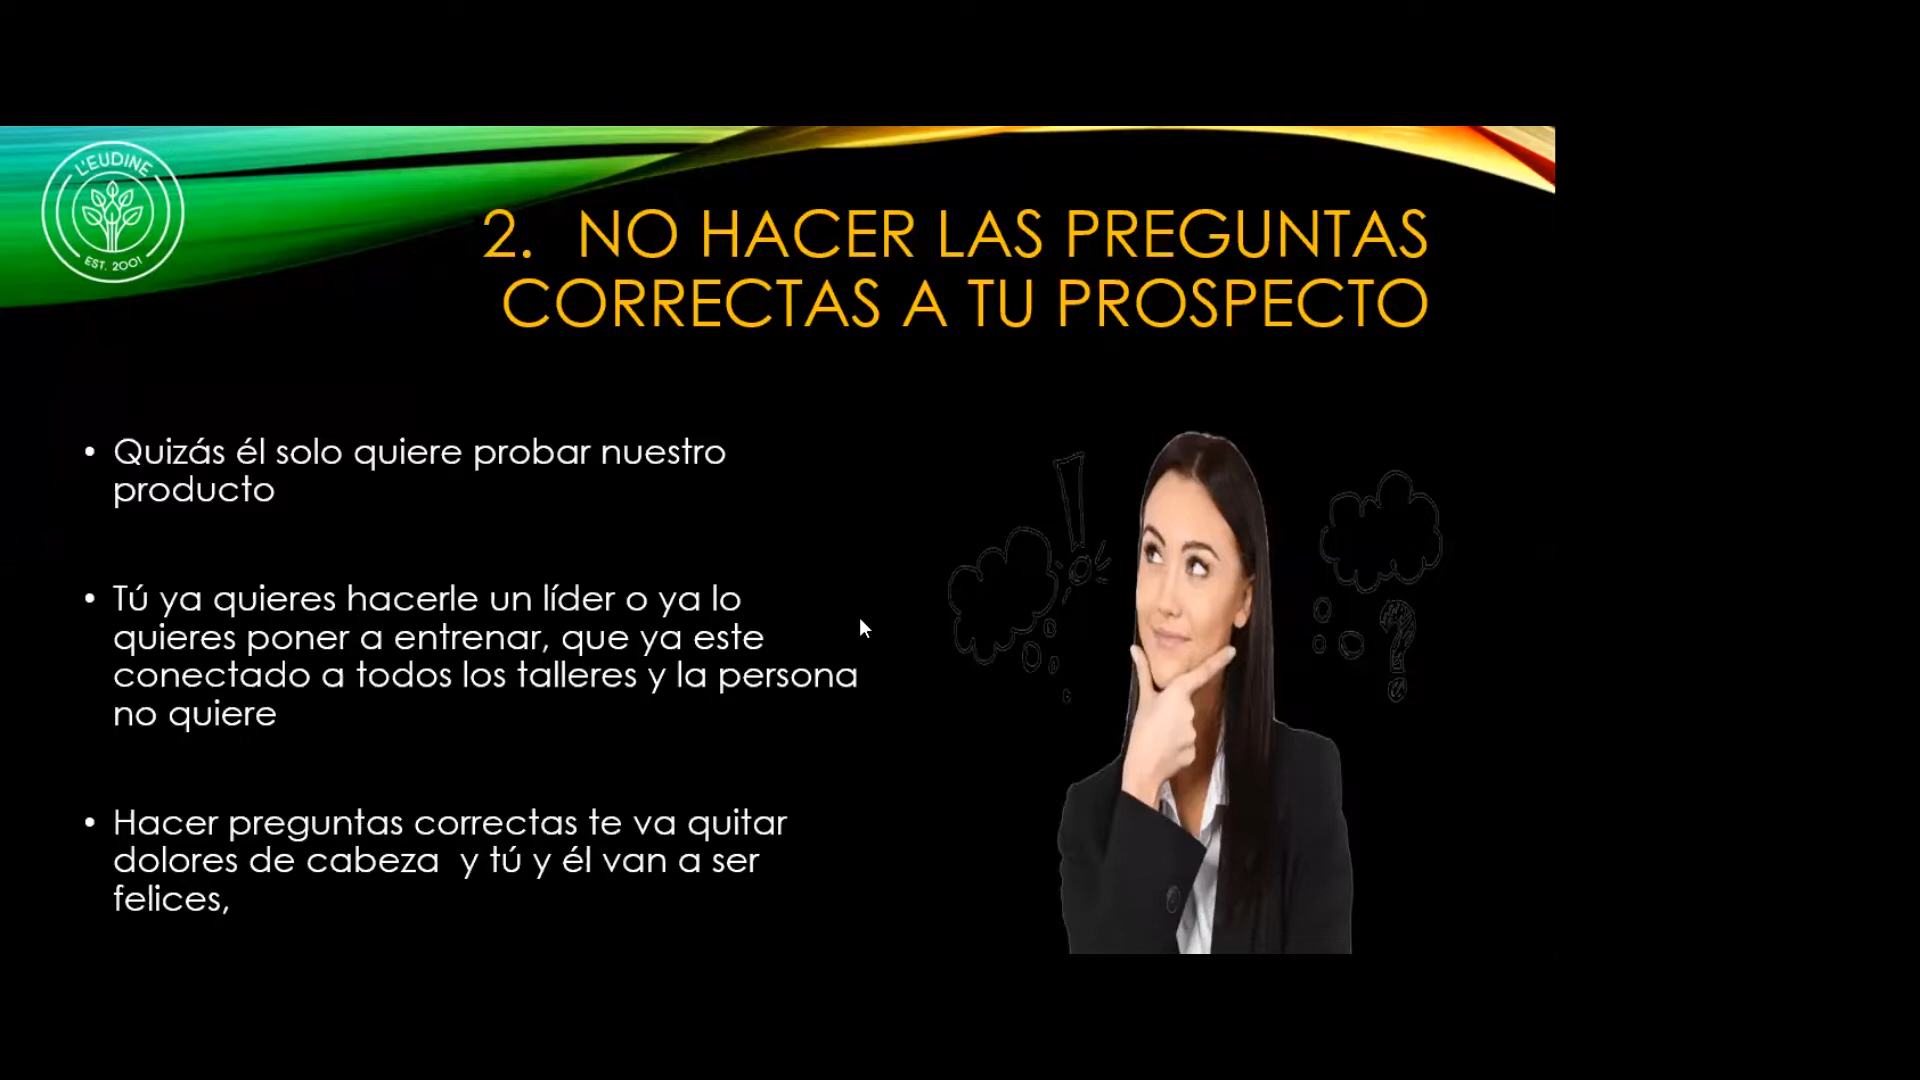 L'EUDINE
EST. 2001
2. NO HACER LAS PREGUNTAS
CORRECTAS A TU PROSPECTO
• Quizás él solo quiere probar nuestro
producto
• Tú ya quieres hacerle un líder o ya lo
quieres poner a entrenar, que ya este
conectado a todos los talleres y la persona
no quiere
• Hacer preguntas correctas te va quitar
dolores de cabeza  y tú y él van a ser
felices,